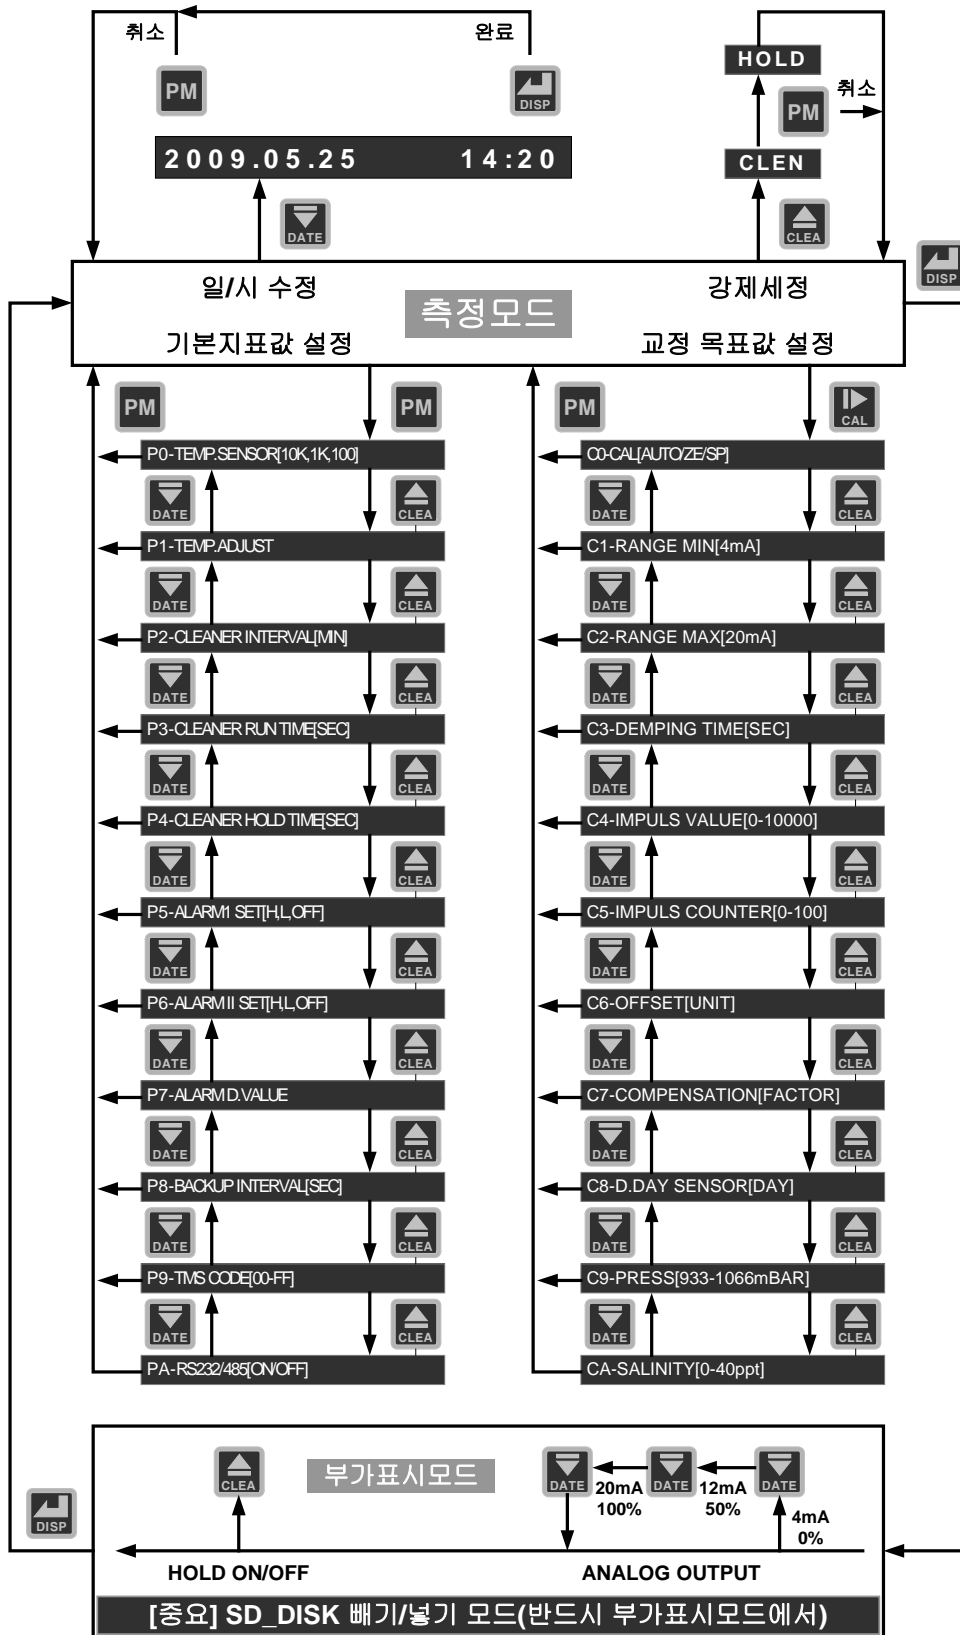 취소
완료
PM
DISP
HOLD
취소
PM
2009.05.25 14:20
CLEN
DATE
CLEA
DISP
일/시 수정
강제세정
측정모드
기본지표값 설정
교정 목표값 설정
PM
PM
PM
CAL
P0-TEMP.SENSOR[10K,1K,100]
C0-CAL[AUTO/ZE/SP]
DATE
CLEA
DATE
CLEA
P1-TEMP.ADJUST
C1-RANGE MIN[4mA]
DATE
CLEA
DATE
CLEA
P2-CLEANER INTERVAL[MIN]
C2-RANGE MAX[20mA]
DATE
CLEA
DATE
CLEA
P3-CLEANER RUN TIME[SEC]
C3-DEMPING TIME[SEC]
DATE
CLEA
DATE
CLEA
P4-CLEANER HOLD TIME[SEC]
C4-IMPULS VALUE[0-10000]
DATE
CLEA
DATE
CLEA
P5-ALARM1 SET[H,L,OFF]
C5-IMPULS COUNTER[0-100]
DATE
CLEA
DATE
CLEA
P6-ALARM II SET[H,L,OFF]
C6-OFFSET[UNIT]
DATE
CLEA
DATE
CLEA
P7-ALARM D.VALUE
C7-COMPENSATION[FACTOR]
DATE
CLEA
DATE
CLEA
P8-BACKUP INTERVAL[SEC]
C8-D.DAY SENSOR[DAY]
DATE
CLEA
DATE
CLEA
P9-TMS CODE[00-FF]
C9-PRESS[933-1066mBAR]
DATE
CLEA
DATE
CLEA
PA-RS232/485[ON/OFF]
CA-SALINITY[0-40ppt]
CLEA
부가표시모드
DATE
20mA
100%
DATE
12mA
50%
DATE
4mA
0%
DISP
HOLD ON/OFF
ANALOG OUTPUT
[중요] SD_DISK 빼기/넣기 모드(반드시 부가표시모드에서)